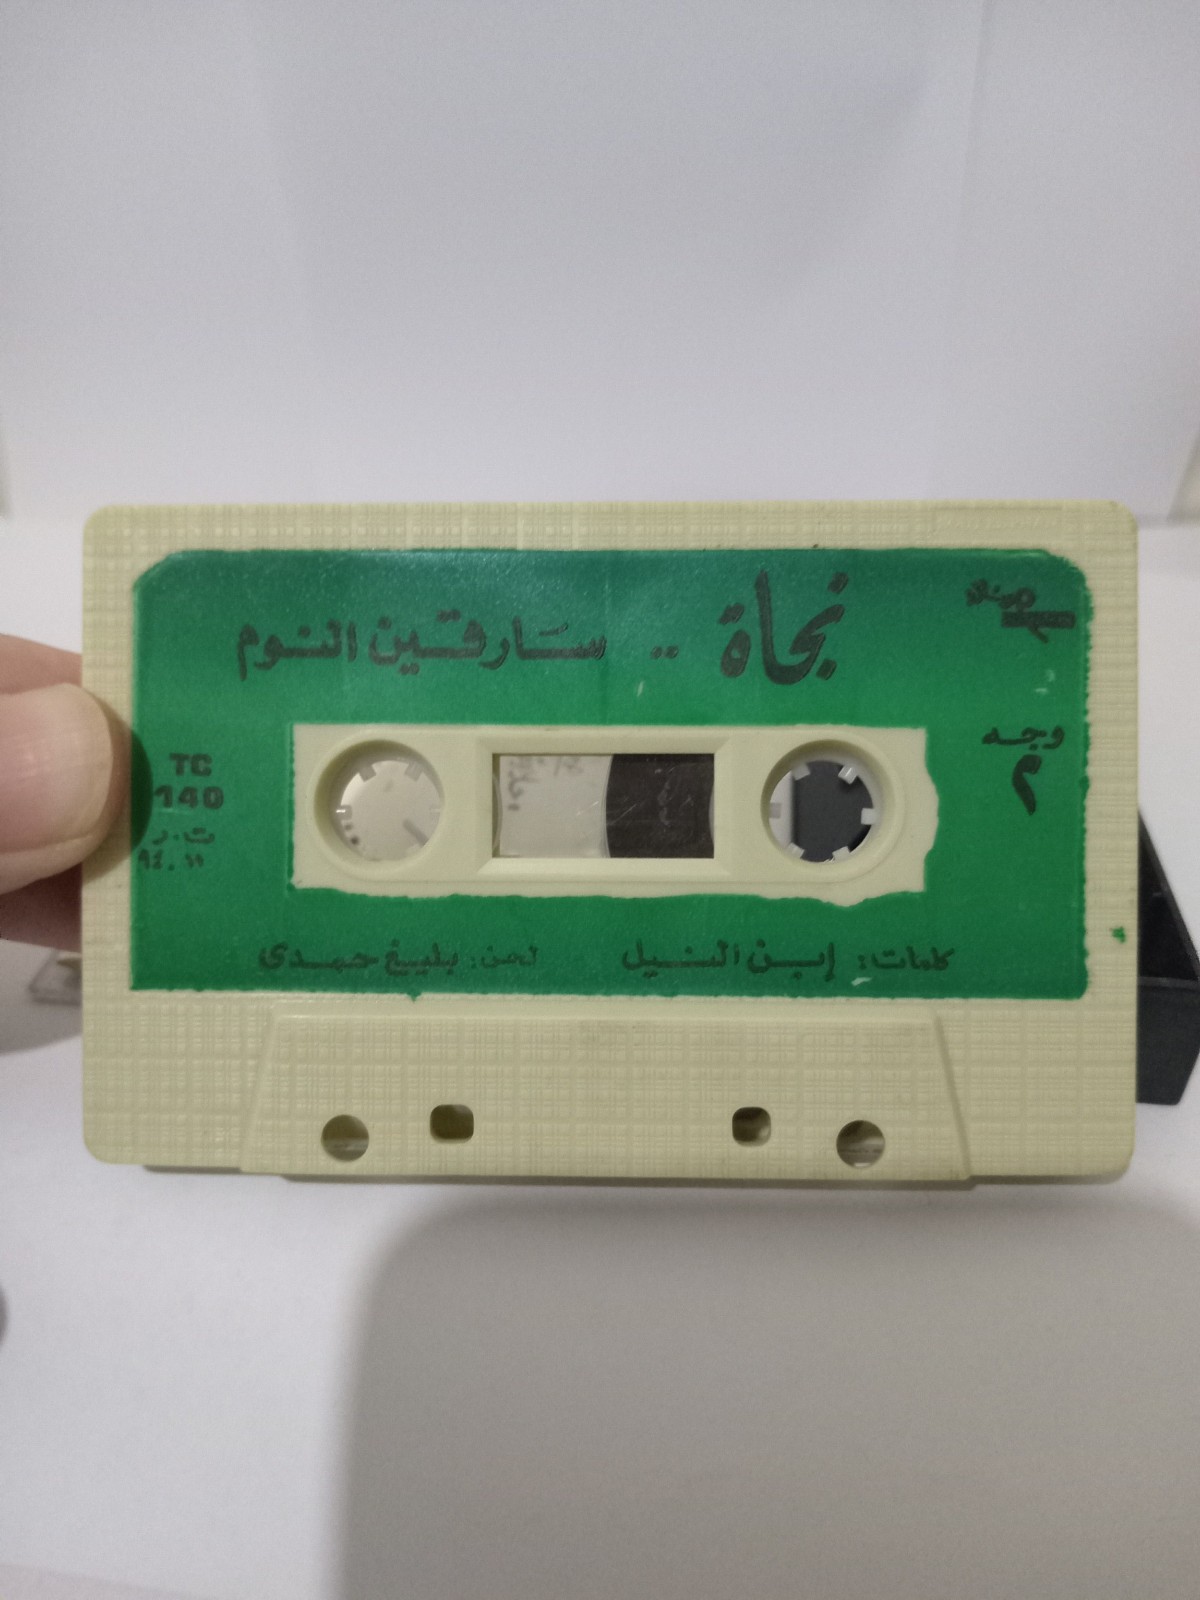 نجاة .. سارقين النوم
وجه
٢
TC
140
ت.ر
كلمات: إبن النيل لحن: بليغ حمدى